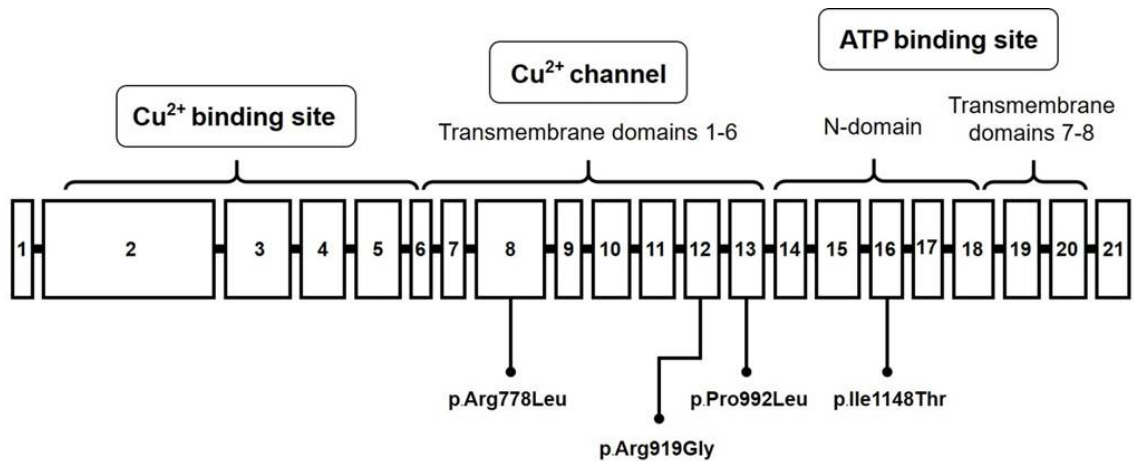 ATP binding site
Cu²⁺ channel
Cu²⁺ binding site
Transmembrane domains 1-6
N-domain
Transmembrane
domains 7-8
1 2 3 4 5 6 7 8 9 10 11 12 13 14 15 16 17 18 19 20 21
p.Arg778Leu
p.Pro992Leu
p.Ile1148Thr
p.Arg919Gly